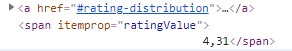 ▶<a href="#rating-distribution">…</a>
▼<span itemprop="ratingValue">
4,31</span>